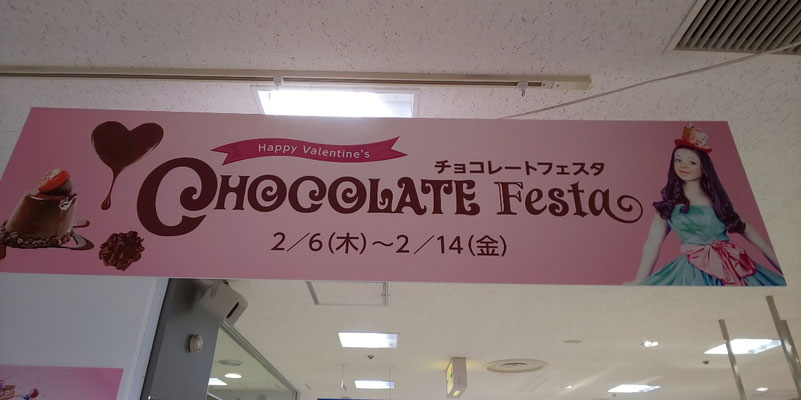 Happy Valentine's
チョコレートフェスタ
CHOCOLATE Festa
2/6(木)～2/14(金)